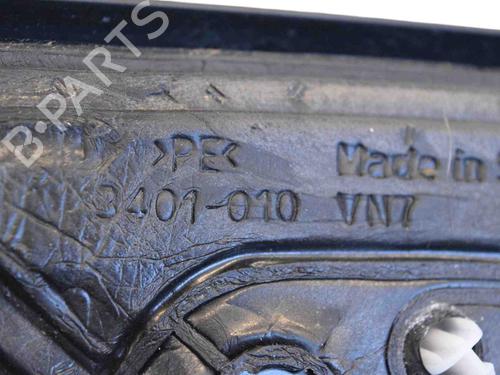 B-PARTS
>PE< Made in
3401-010 VN7